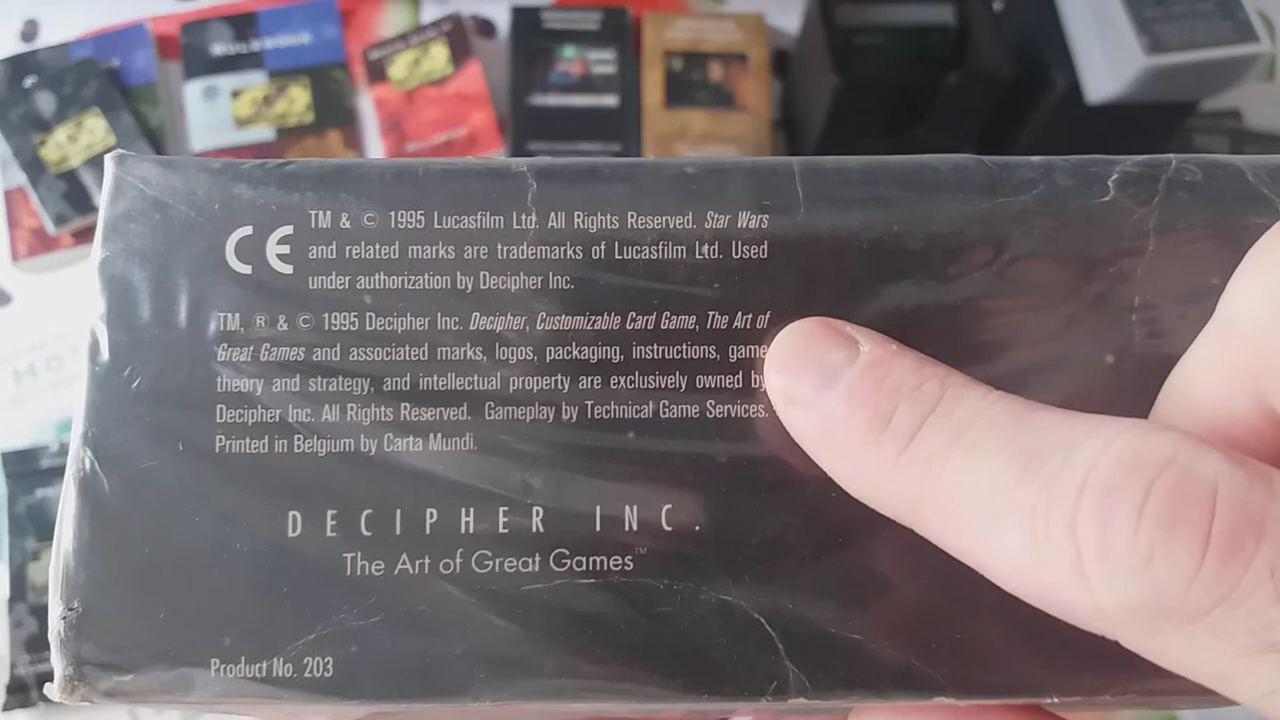 CE
TM & © 1995 Lucasfilm Ltd. All Rights Reserved. Star Wars
and related marks are trademarks of Lucasfilm Ltd. Used
under authorization by Decipher Inc.
TM, ® & © 1995 Decipher Inc. Decipher, Customizable Card Game, The Art of
Great Games and associated marks, logos, packaging, instructions, game
theory and strategy, and intellectual property are exclusively owned by
Decipher Inc. All Rights Reserved. Gameplay by Technical Game Services.
Printed in Belgium by Carta Mundi.
DECIPHER INC.
The Art of Great Games™
Product No. 203